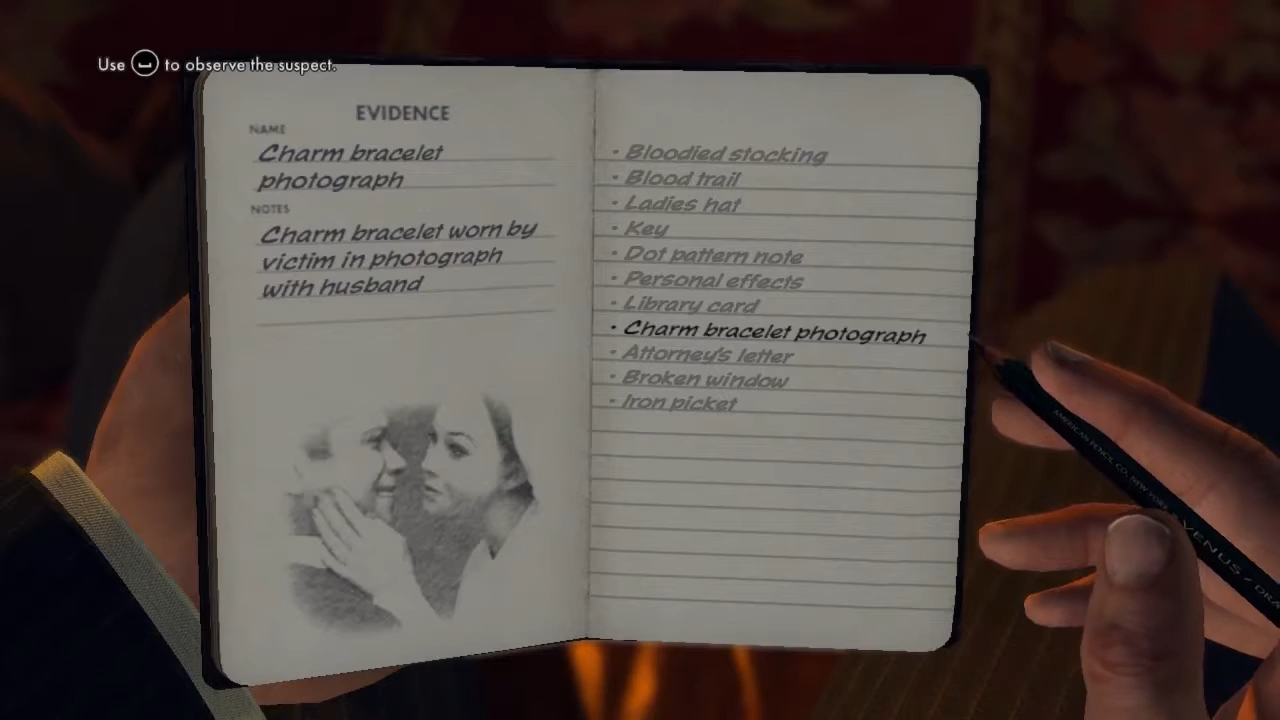 Use to observe the suspect.
EVIDENCE
NAME
Charm bracelet
photograph
NOTES
Charm bracelet worn by
victim in photograph
with husband
• Bloodied stocking
• Blood trail
• Ladies hat
• Key
• Dot pattern note
• Personal effects
• Library card
• Charm bracelet photograph
• Attorney's letter
• Broken window
• Iron picket
AMERICAN PENCIL CO. NEW YORK
VENUS / DRA